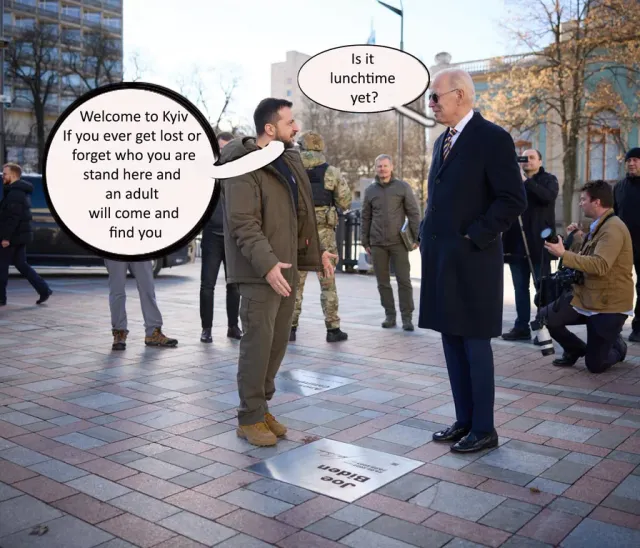 Is it
lunchtime
yet?
Welcome to Kyiv
If you ever get lost or
forget who you are
stand here and
an adult
will come and
find you
Joe
Biden